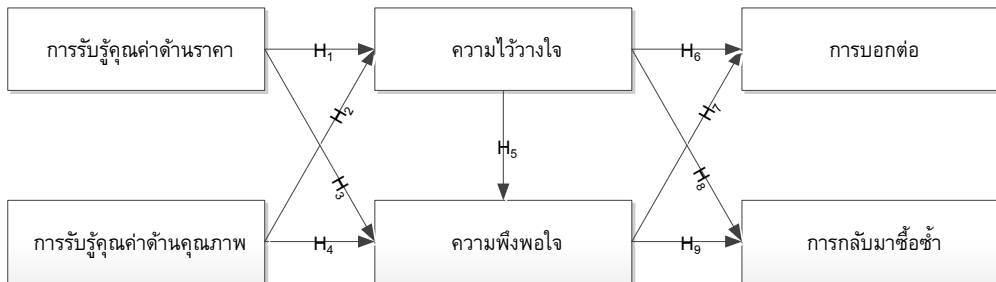 การรับรู้คุณค่าด้านราคา
H₁
ความไว้วางใจ
H₆
การบอกต่อ
H₂
H₇
H₅
H₃
H₈
การรับรู้คุณค่าด้านคุณภาพ
H₄
ความพึงพอใจ
H₉
การกลับมาซื้อซ้ำ